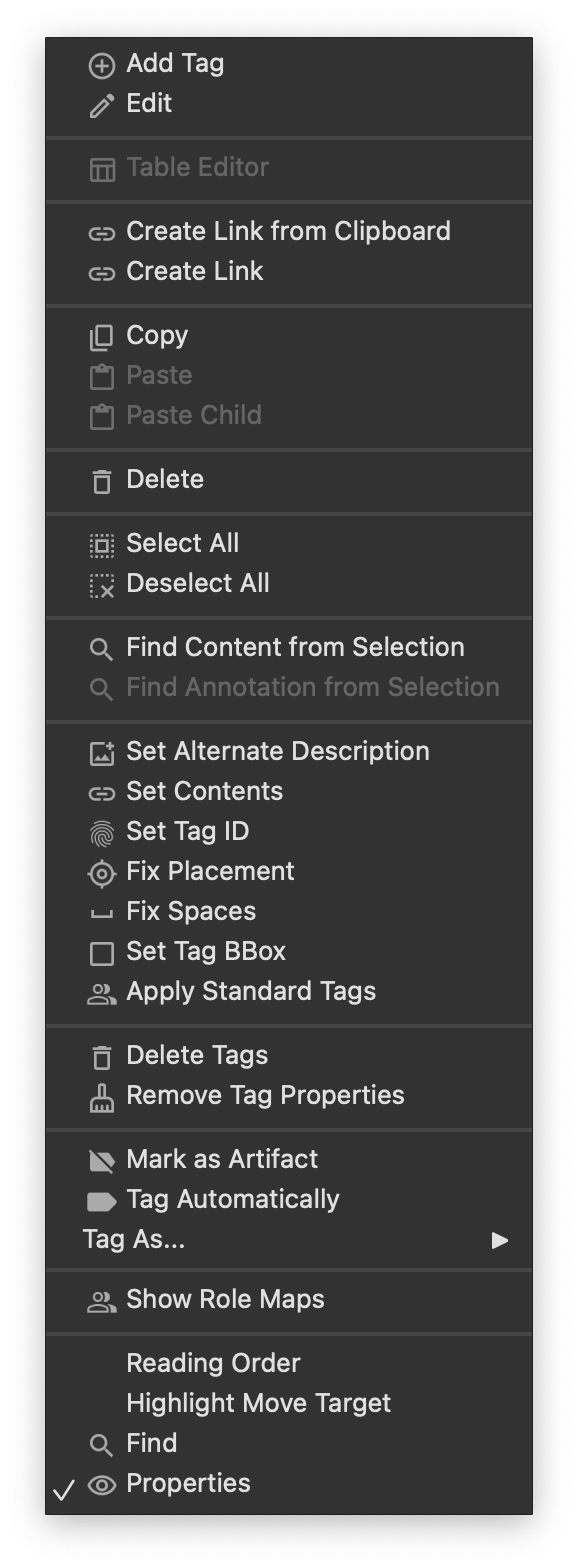 Add Tag
Edit
Table Editor
Create Link from Clipboard
Create Link
Copy
Paste
Paste Child
Delete
Select All
Deselect All
Find Content from Selection
Find Annotation from Selection
Set Alternate Description
Set Contents
Set Tag ID
Fix Placement
Fix Spaces
Set Tag BBox
Apply Standard Tags
Delete Tags
Remove Tag Properties
Mark as Artifact
Tag Automatically
Tag As...
Show Role Maps
Reading Order
Highlight Move Target
Find
Properties